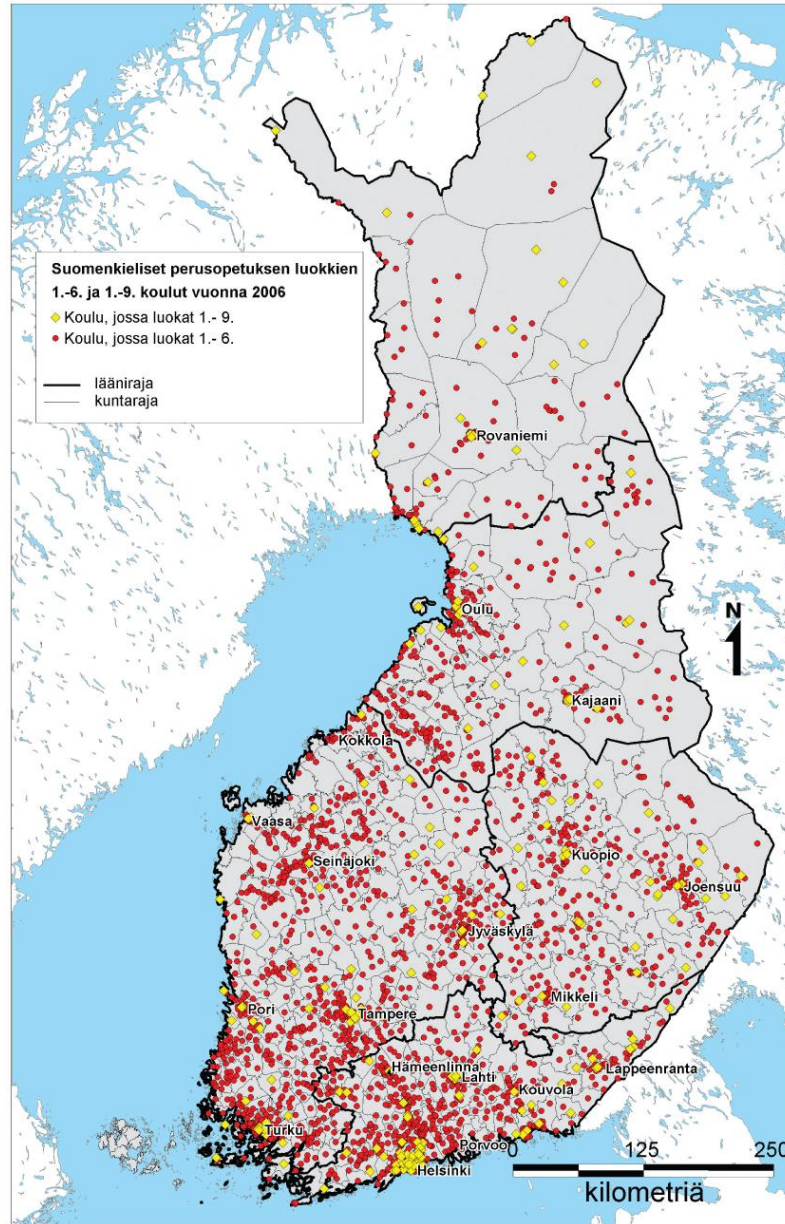 Suomenkieliset perusopetuksen luokkien
1.-6. ja 1.-9. koulut vuonna 2006
Koulu, jossa luokat 1.- 9.
Koulu, jossa luokat 1.- 6.
lääniraja
kuntaraja
Rovaniemi
N
Oulu
Kajaani
Kokkola
Vaasa
Seinäjoki
Kuopio
Joensuu
Jyväskylä
Mikkeli
Pori
Tampere
Hämeenlinna
Lahti
Lappeenranta
Kouvola
Turku
Porvoo
Helsinki
0 125 250
kilometriä